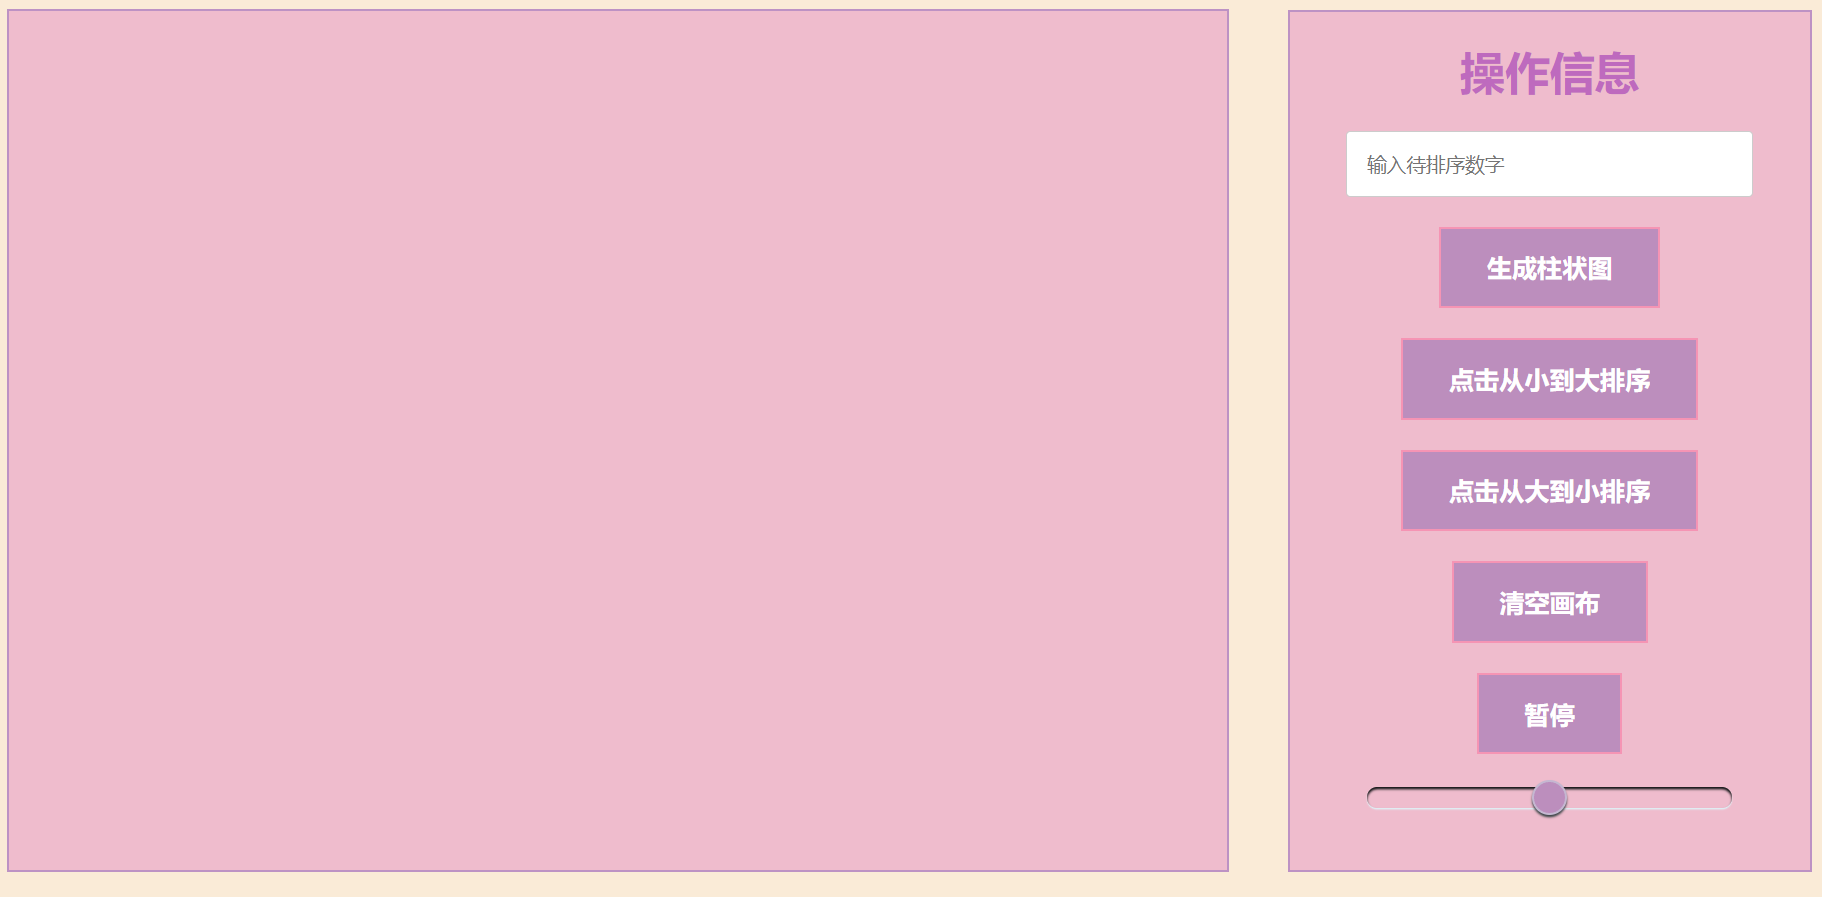 操作信息
输入待排序数字
生成柱状图
点击从小到大排序
点击从大到小排序
清空画布
暂停